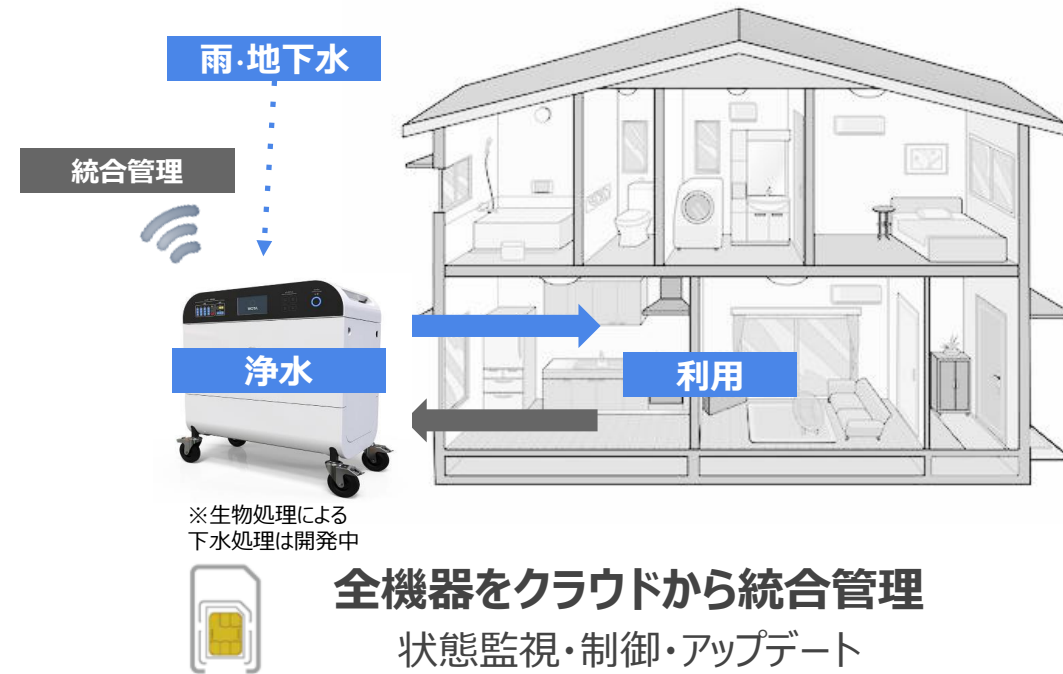 雨·地下水
統合管理
浄水
利用
※生物処理による
下水処理は開発中
全機器をクラウドから統合管理
状態監視・制御・アップデート